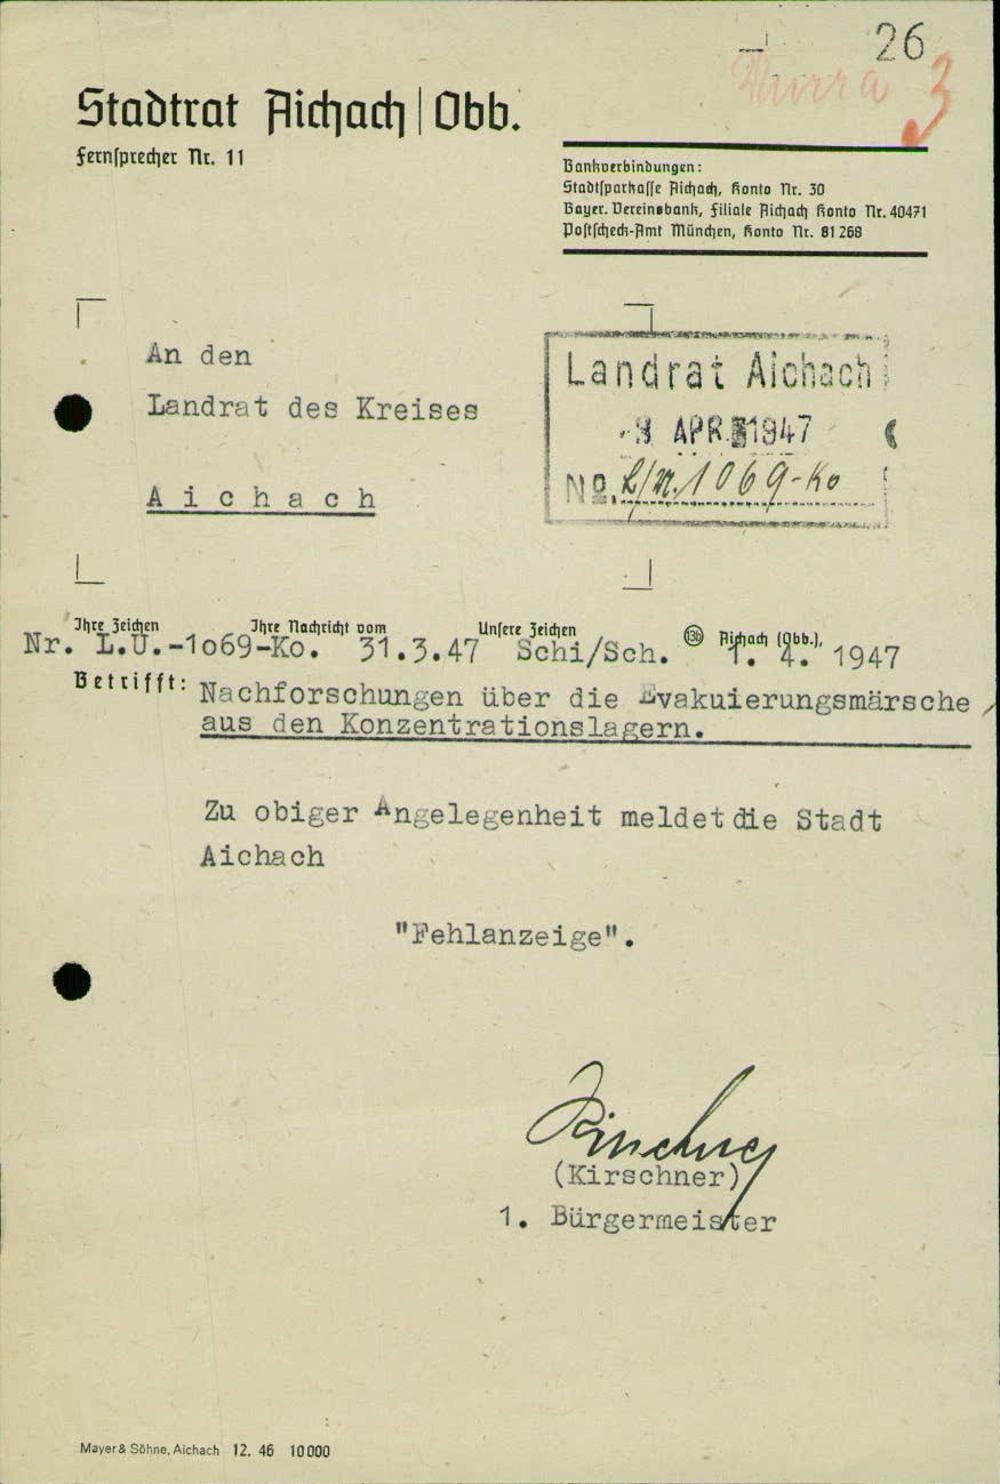 26
3
Stadtrat Aichach | Obb.
Fernsprecher Nr. 11
Bankverbindungen:
Stadtsparkasse Aichach, Konto Nr. 30
Bayer. Vereinsbank, Filiale Aichach Konto Nr. 40471
Postscheck-Amt München, Konto Nr. 81268
An den
Landrat des Kreises
Aichach
Landrat Aichach
APR. 1947
No. L/N. 1069-Ko
Ihre Zeichen Ihre Nachricht vom Unsere Zeichen 13b Aichach (Obb.),
Nr. L.U.-1o69-Ko. 31.3.47 Schi/Sch. 1. 4. 1947
Betrifft: Nachforschungen über die Evakuierungsmärsche
aus den Konzentrationslagern.
Zu obiger Angelegenheit meldet die Stadt
Aichach
"Fehlanzeige".
Kirschner
(Kirschner)
1. Bürgermeister
Mayer & Söhne, Aichach 12. 46 10000